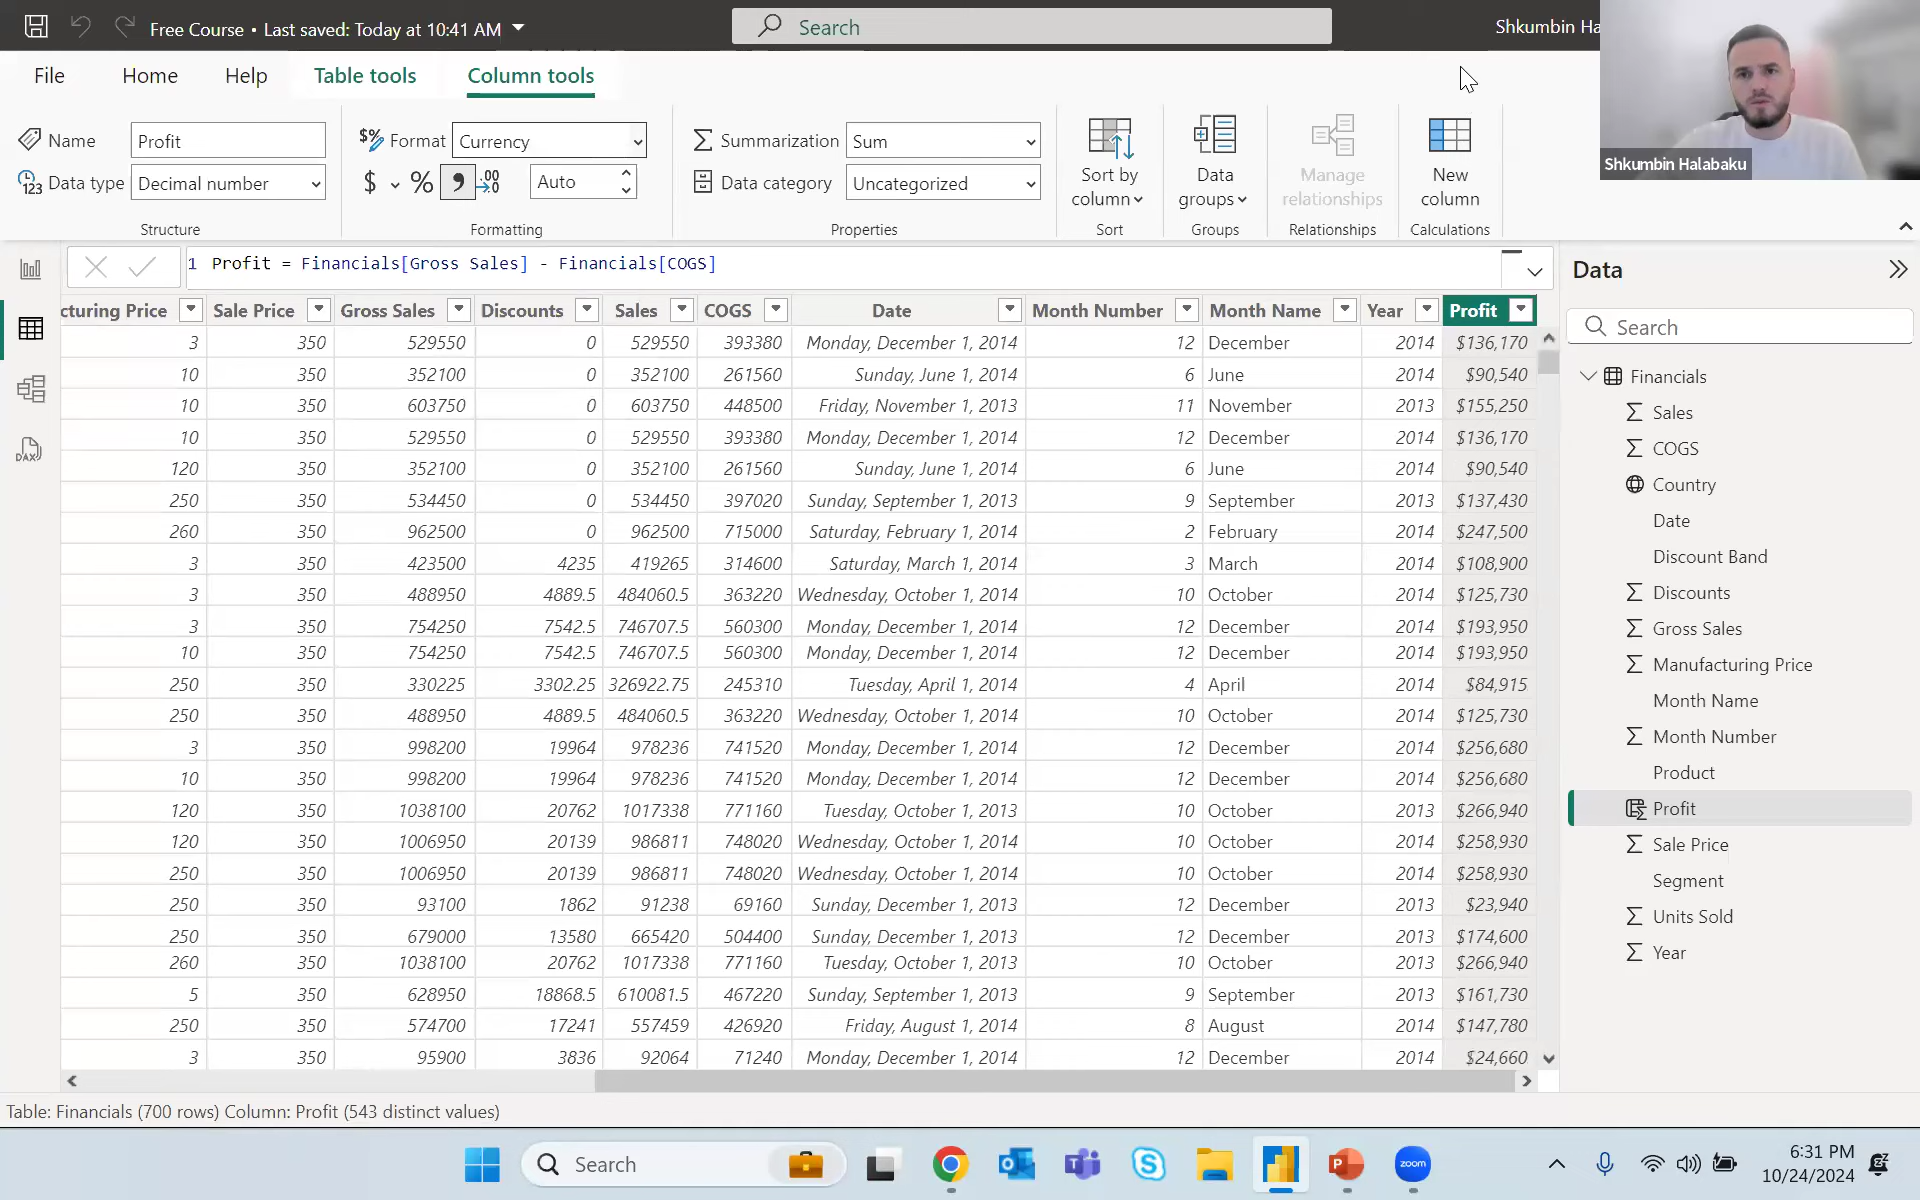 Free Course • Last saved: Today at 10:41 AM
Search
Shkumbin Ha
Shkumbin Halabaku
File Home Help Table tools Column tools
Name Profit
Data type Decimal number
Structure
$% Format Currency
$ % Auto
Formatting
Summarization Sum
Data category Uncategorized
Properties
Sort by
column
Sort
Data
groups
Groups
Manage
relationships
Relationships
New
column
Calculations
1 Profit = Financials[Gross Sales] - Financials[COGS]
cturing Price Sale Price Gross Sales Discounts Sales COGS Date Month Number Month Name Year Profit
3 350 529550 0 529550 393380 Monday, December 1, 2014 12 December 2014 $136,170
10 350 352100 0 352100 261560 Sunday, June 1, 2014 6 June 2014 $90,540
10 350 603750 0 603750 448500 Friday, November 1, 2013 11 November 2013 $155,250
10 350 529550 0 529550 393380 Monday, December 1, 2014 12 December 2014 $136,170
120 350 352100 0 352100 261560 Sunday, June 1, 2014 6 June 2014 $90,540
250 350 534450 0 534450 397020 Sunday, September 1, 2013 9 September 2013 $137,430
260 350 962500 0 962500 715000 Saturday, February 1, 2014 2 February 2014 $247,500
3 350 423500 4235 419265 314600 Saturday, March 1, 2014 3 March 2014 $108,900
3 350 488950 4889.5 484060.5 363220 Wednesday, October 1, 2014 10 October 2014 $125,730
3 350 754250 7542.5 746707.5 560300 Monday, December 1, 2014 12 December 2014 $193,950
10 350 754250 7542.5 746707.5 560300 Monday, December 1, 2014 12 December 2014 $193,950
250 350 330225 3302.25 326922.75 245310 Tuesday, April 1, 2014 4 April 2014 $84,915
250 350 488950 4889.5 484060.5 363220 Wednesday, October 1, 2014 10 October 2014 $125,730
3 350 998200 19964 978236 741520 Monday, December 1, 2014 12 December 2014 $256,680
10 350 998200 19964 978236 741520 Monday, December 1, 2014 12 December 2014 $256,680
120 350 1038100 20762 1017338 771160 Tuesday, October 1, 2013 10 October 2013 $266,940
120 350 1006950 20139 986811 748020 Wednesday, October 1, 2014 10 October 2014 $258,930
250 350 1006950 20139 986811 748020 Wednesday, October 1, 2014 10 October 2014 $258,930
250 350 93100 1862 91238 69160 Sunday, December 1, 2013 12 December 2013 $23,940
250 350 679000 13580 665420 504400 Sunday, December 1, 2013 12 December 2013 $174,600
260 350 1038100 20762 1017338 771160 Tuesday, October 1, 2013 10 October 2013 $266,940
5 350 628950 18868.5 610081.5 467220 Sunday, September 1, 2013 9 September 2013 $161,730
250 350 574700 17241 557459 426920 Friday, August 1, 2014 8 August 2014 $147,780
3 350 95900 3836 92064 71240 Monday, December 1, 2014 12 December 2014 $24,660
Data
Search
Financials
Sales
COGS
Country
Date
Discount Band
Discounts
Gross Sales
Manufacturing Price
Month Name
Month Number
Product
Profit
Sale Price
Segment
Units Sold
Year
DAX
Table: Financials (700 rows) Column: Profit (543 distinct values)
Search
zoom
6:31 PM
10/24/2024